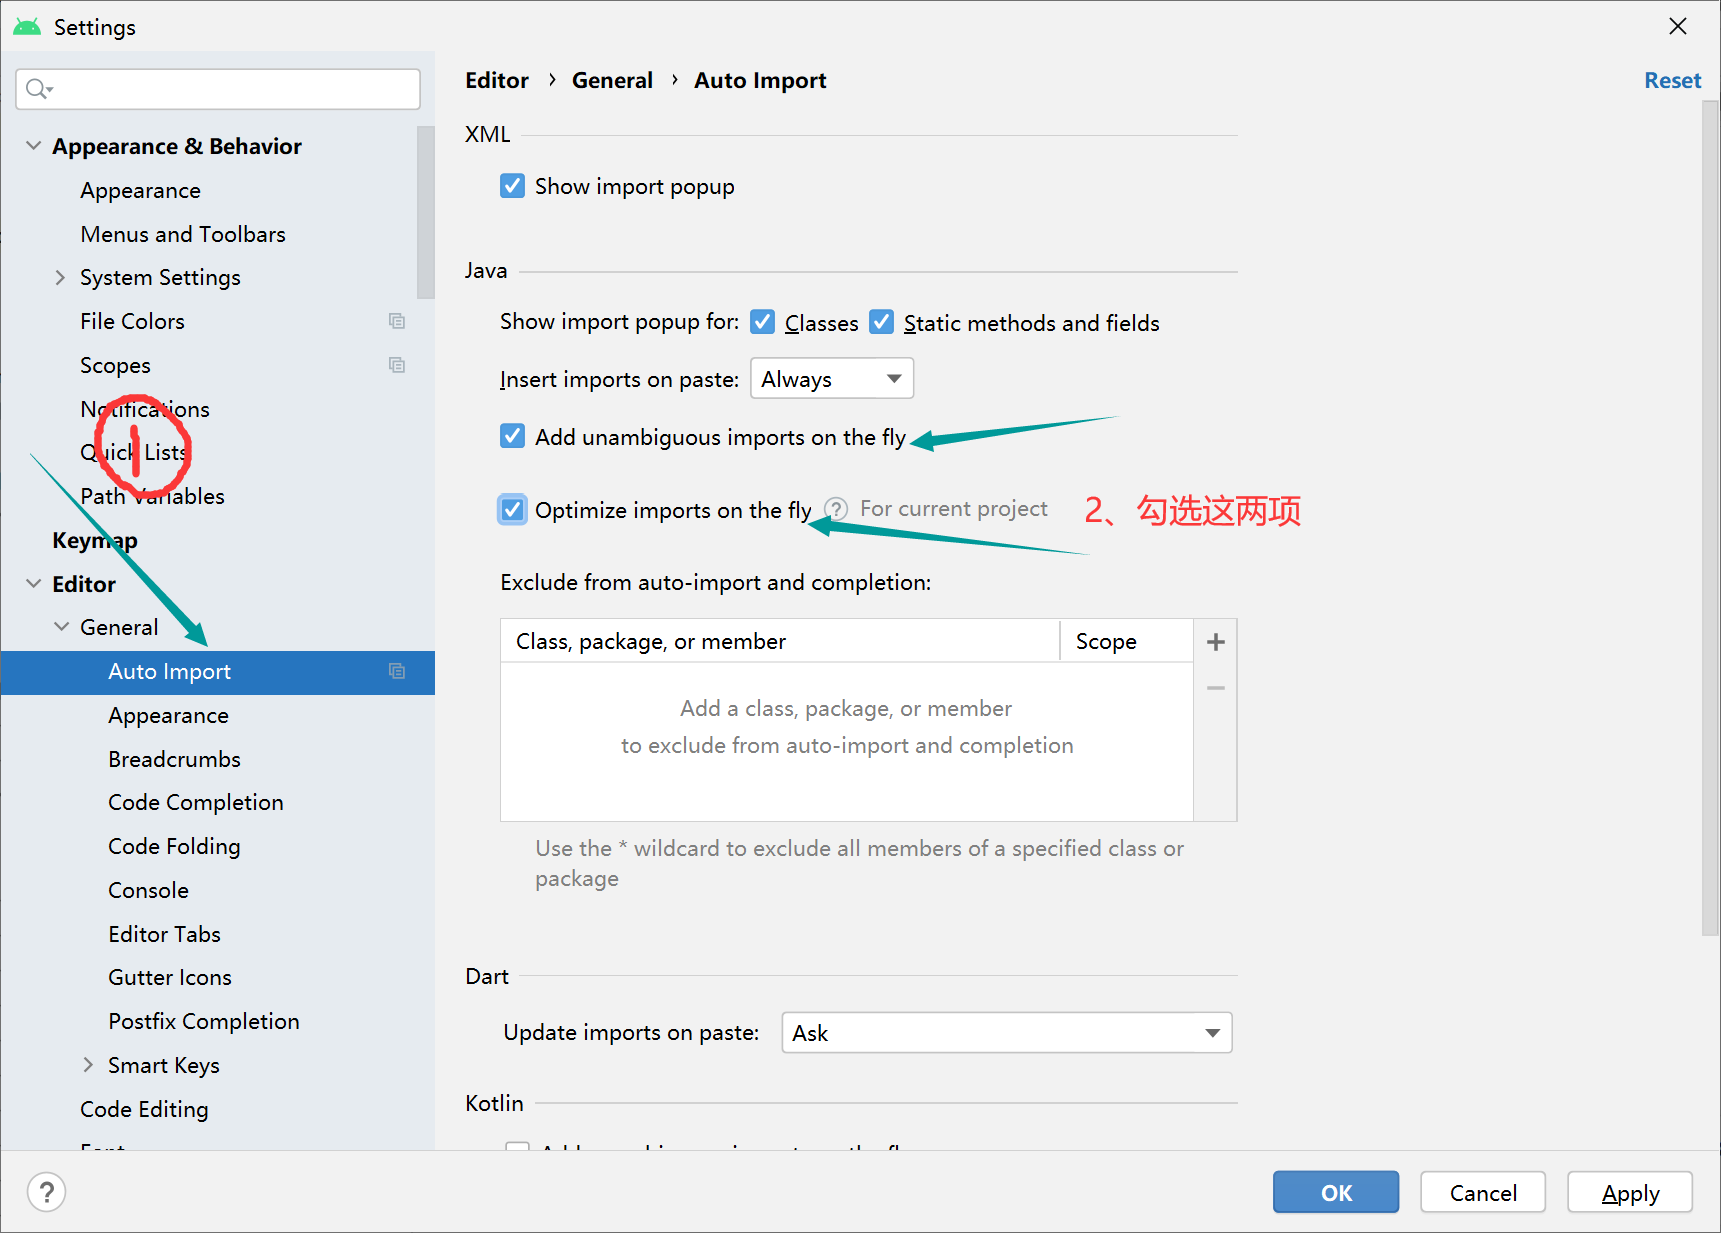 Settings
Appearance & Behavior
Appearance
Menus and Toolbars
System Settings
File Colors
Scopes
Notifications
Quick Lists
Path Variables
Keymap
Editor
General
Auto Import
Appearance
Breadcrumbs
Code Completion
Code Folding
Console
Editor Tabs
Gutter Icons
Postfix Completion
Smart Keys
Code Editing
1
Editor › General › Auto Import
Reset
XML
Show import popup
Java
Show import popup for: Classes Static methods and fields
Insert imports on paste: Always
Add unambiguous imports on the fly
Optimize imports on the fly ? For current project
2、勾选这两项
Exclude from auto-import and completion:
Class, package, or member Scope
Add a class, package, or member
to exclude from auto-import and completion
Use the * wildcard to exclude all members of a specified class or
package
Dart
Update imports on paste: Ask
Kotlin
? OK Cancel Apply